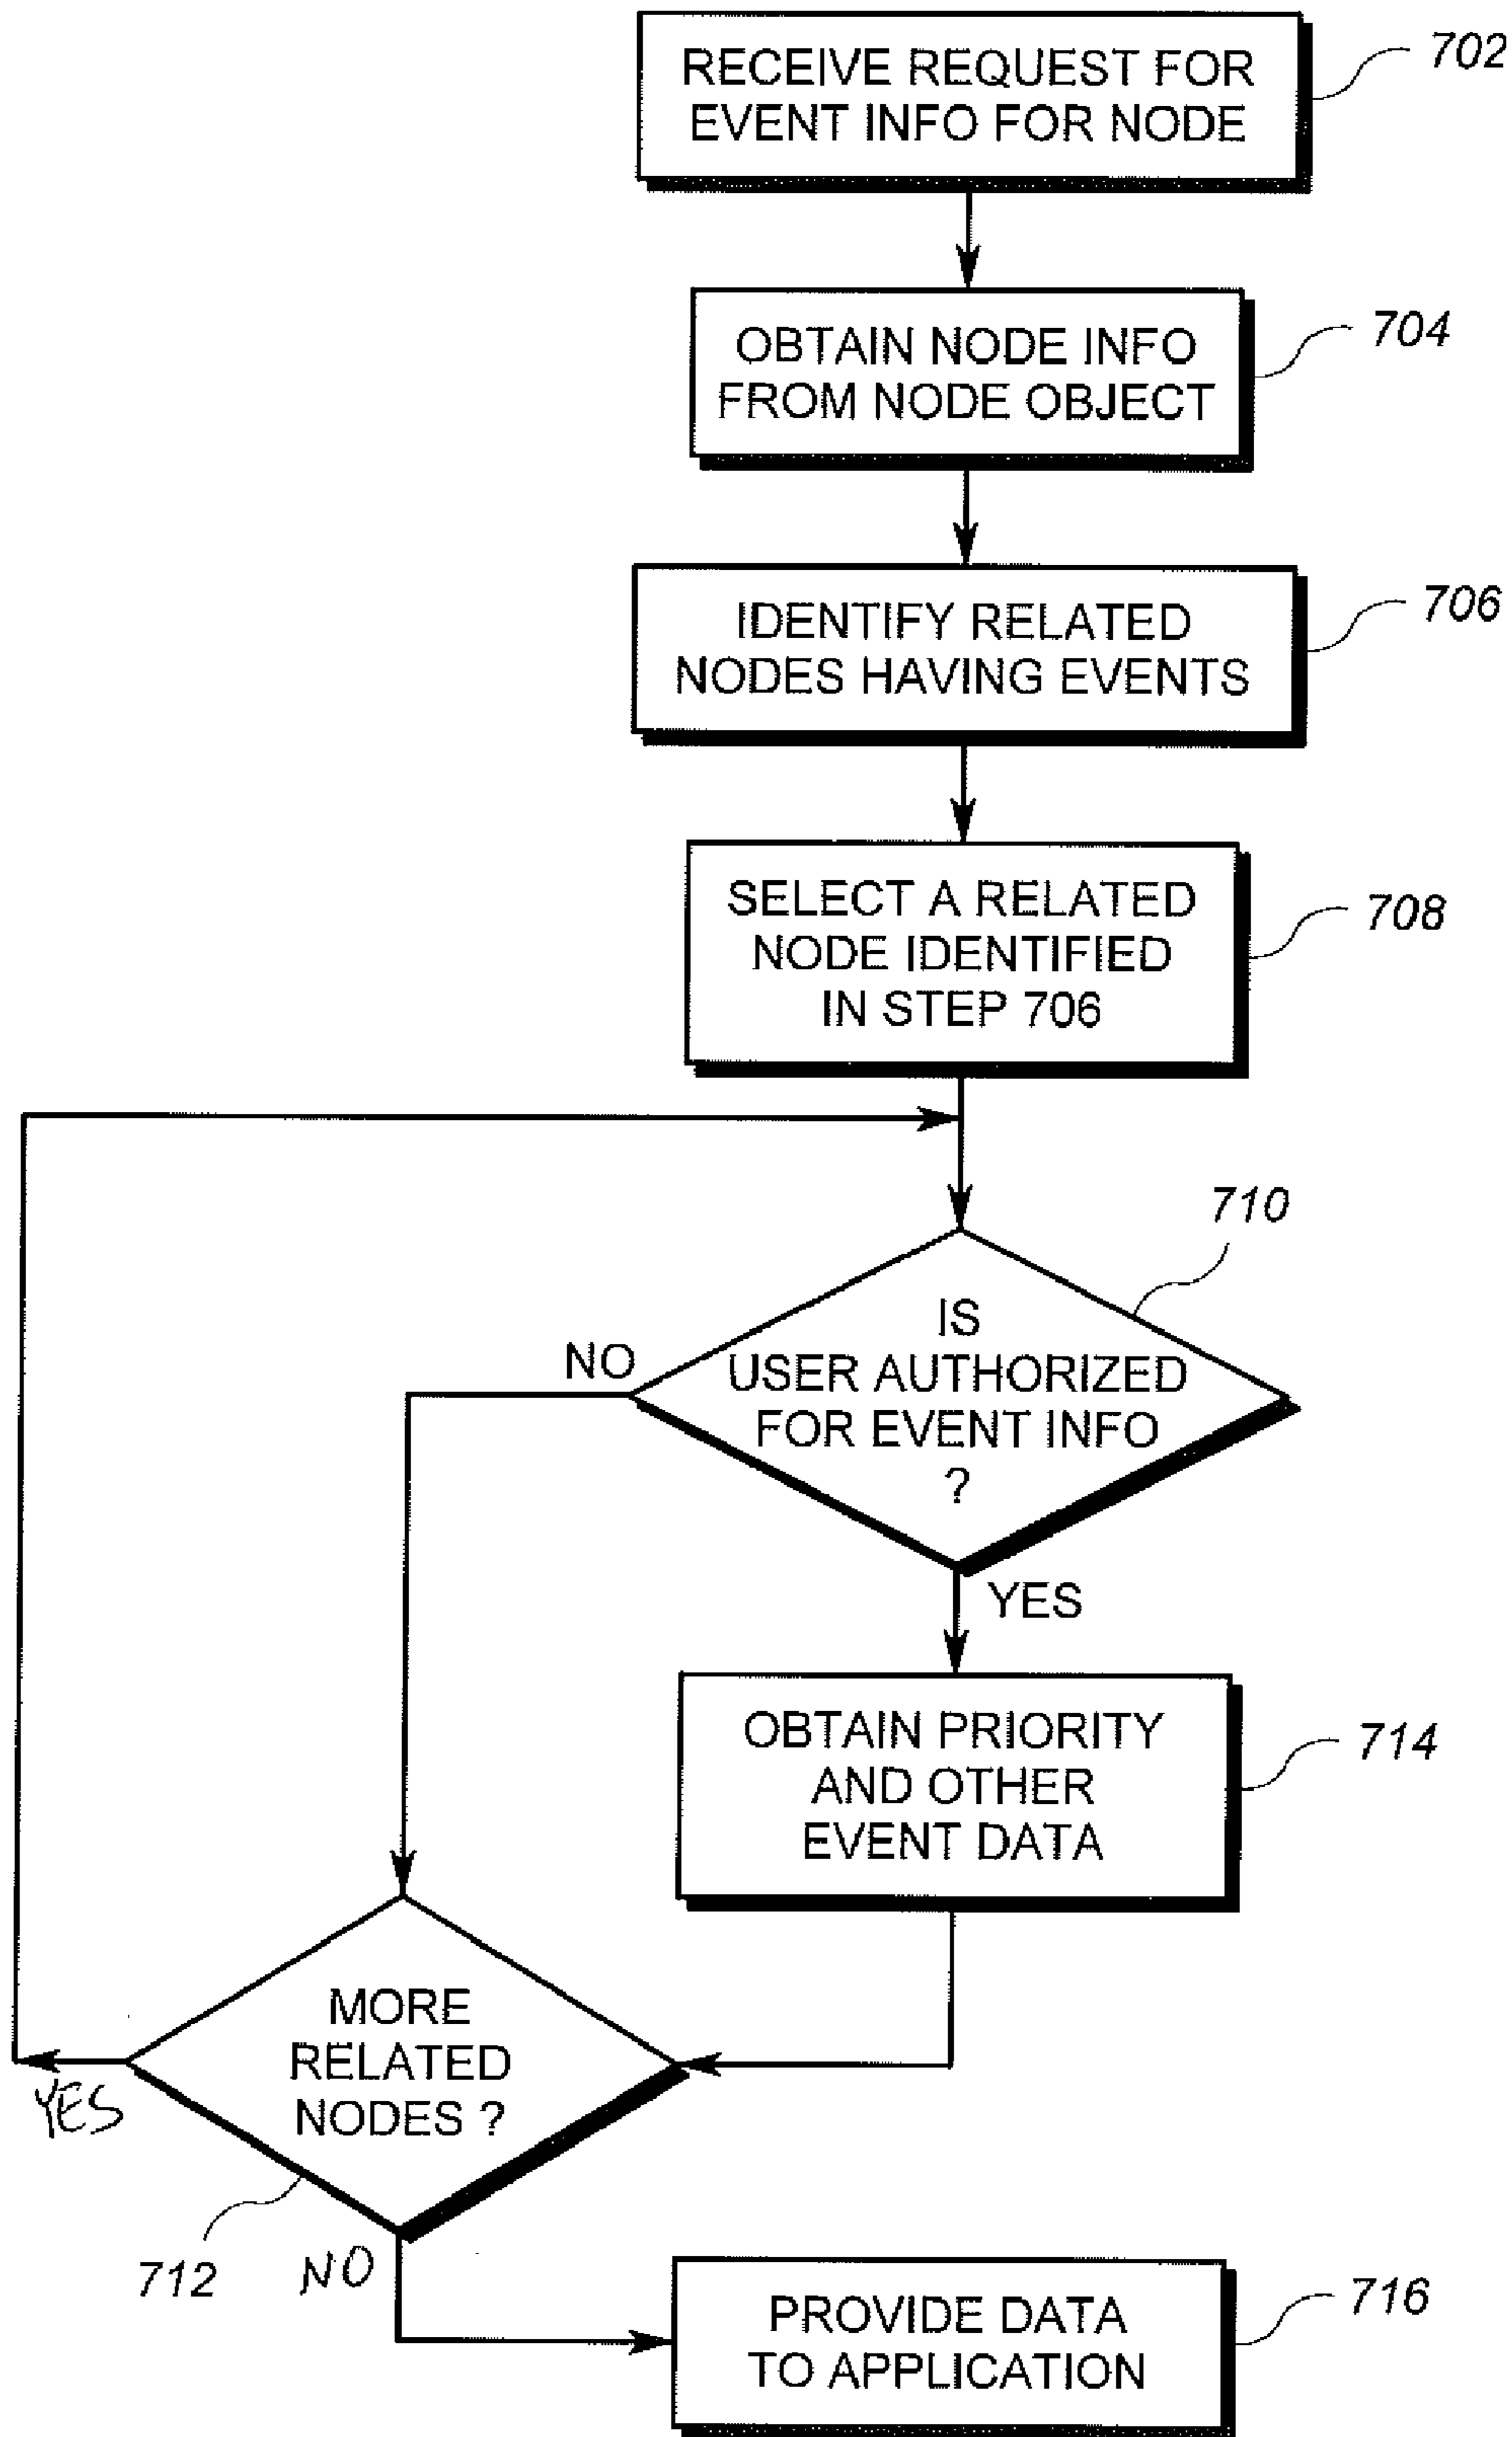 RECEIVE REQUEST FOR
EVENT INFO FOR NODE
702
OBTAIN NODE INFO
FROM NODE OBJECT
704
IDENTIFY RELATED
NODES HAVING EVENTS
706
SELECT A RELATED
NODE IDENTIFIED
IN STEP 706
708
710
IS
USER AUTHORIZED
FOR EVENT INFO
?
NO
YES
OBTAIN PRIORITY
AND OTHER
EVENT DATA
714
MORE
RELATED
NODES ?
YES
712
NO
PROVIDE DATA
TO APPLICATION
716